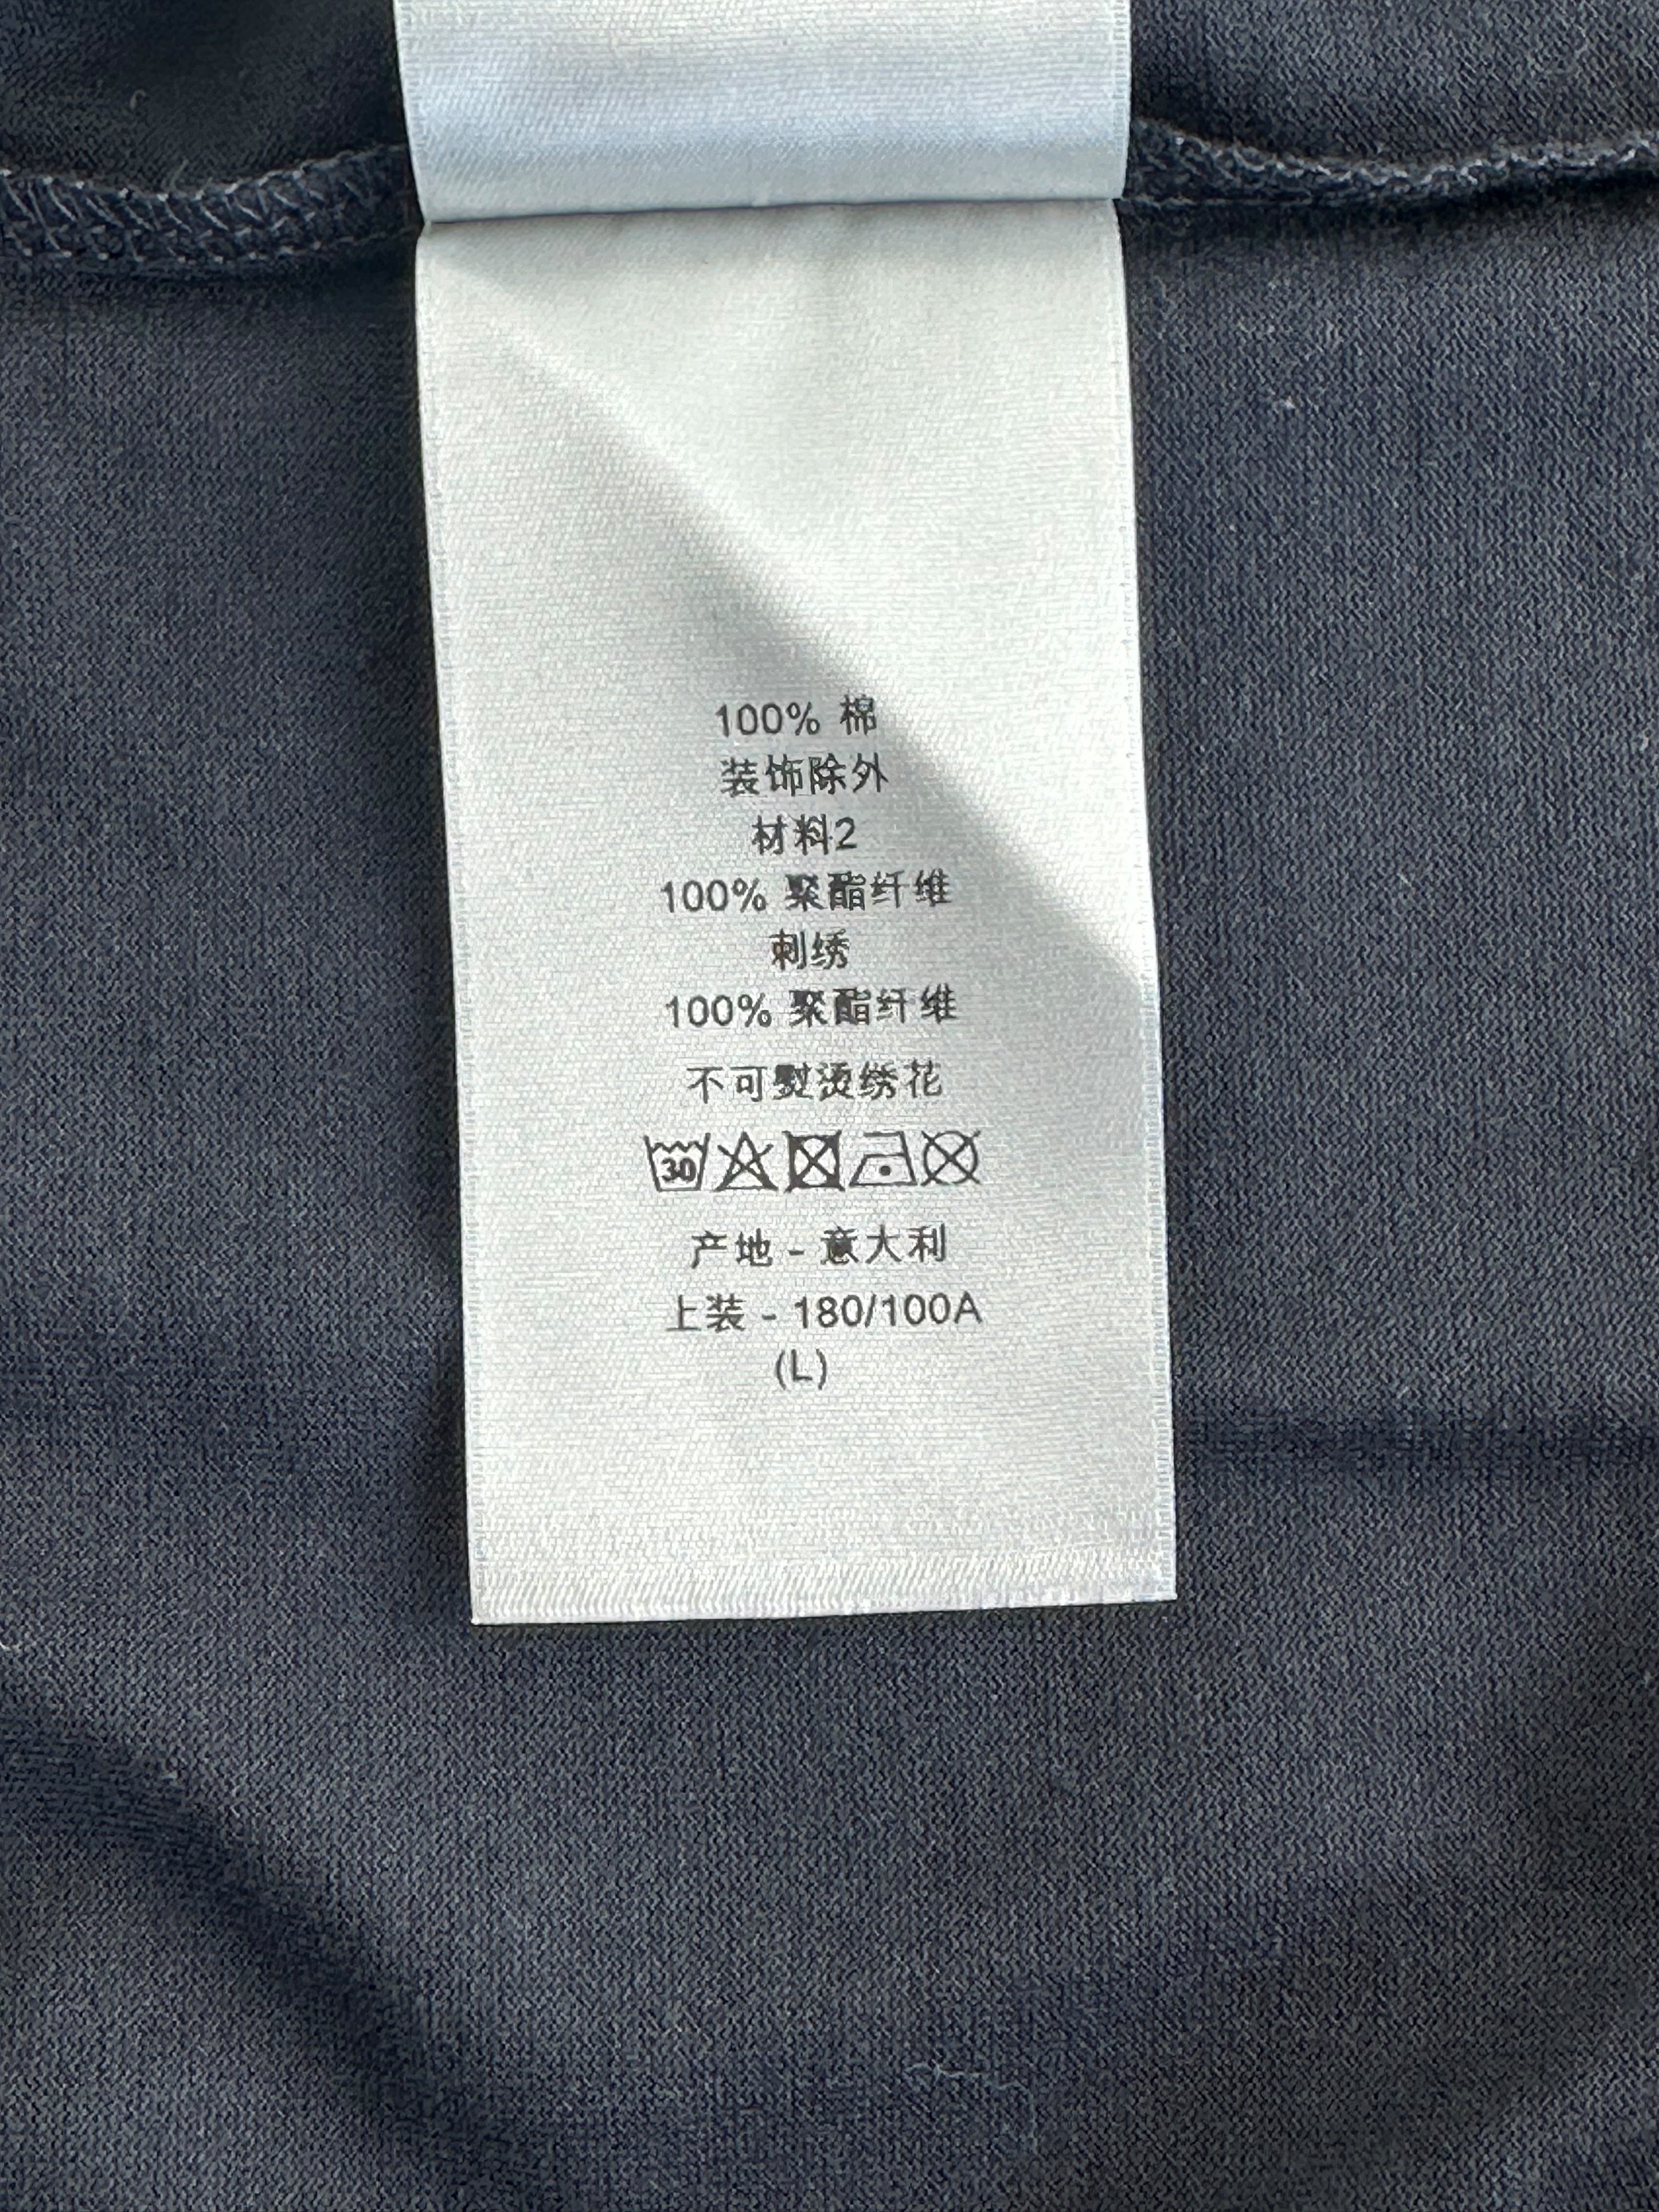 100% 棉
装饰除外
材料2
100% 聚酯纤维
刺绣
100% 聚酯纤维
不可熨烫绣花
30
产地 - 意大利
上装 - 180/100A
(L)